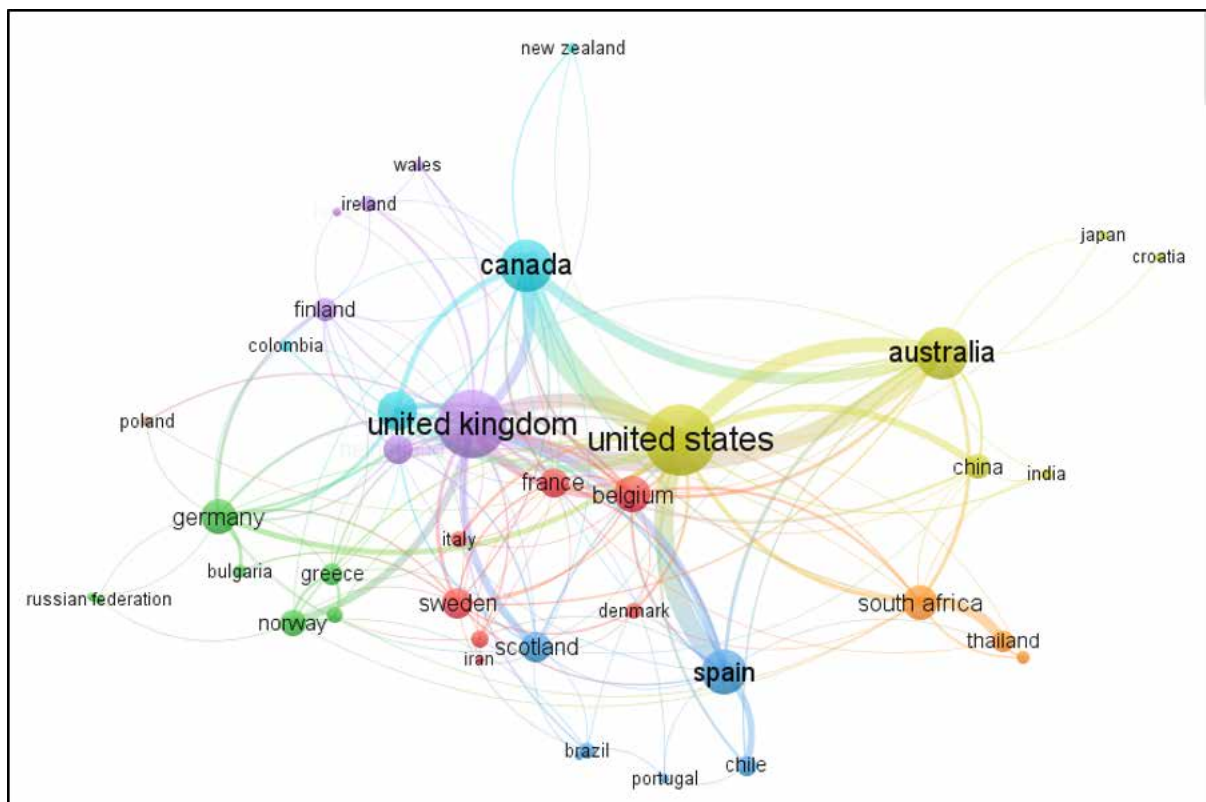 new zealand
wales
ireland
japan
croatia
canada
finland
colombia
australia
poland
united kingdom
united states
china
india
france
belgium
germany
italy
bulgaria
greece
russian federation
sweden
denmark
south africa
norway
thailand
scotland
iran
spain
brazil
portugal
chile